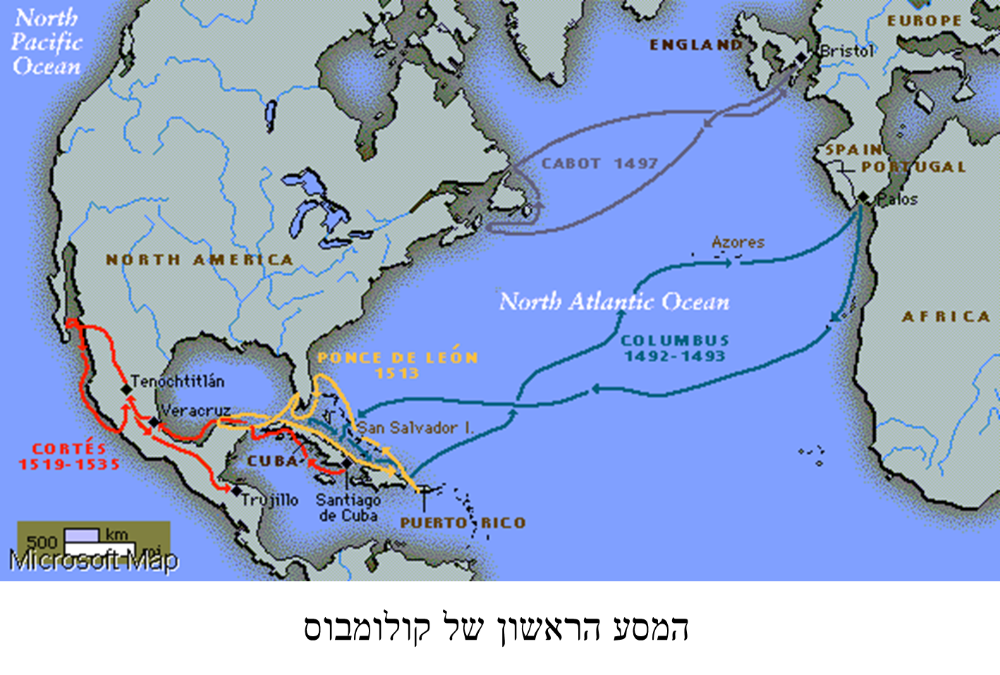 North
Pacific
Ocean
EUROPE
ENGLAND
Bristol
SPAIN
PORTUGAL
CABOT 1497
Palos
Azores
NORTH AMERICA
North Atlantic Ocean
AFRICA
COLUMBUS
1492-1493
PONCE DE LEÓN
1513
Tenochtitlán
Veracruz
San Salvador I.
CORTÉS
1519-1535
CUBA
Trujillo
Santiago
de Cuba
PUERTO RICO
500 km
mi
Microsoft Map
המסע הראשון של קולומבוס